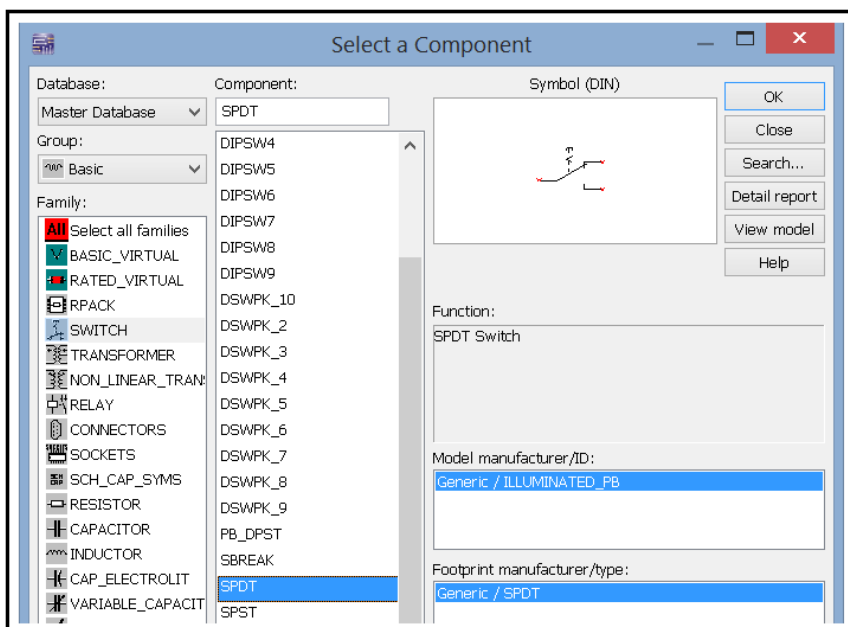 Select a Component
Database:
Master Database
Group:
Basic
Family:
All Select all families
BASIC_VIRTUAL
RATED_VIRTUAL
RPACK
SWITCH
TRANSFORMER
NON_LINEAR_TRAN
RELAY
CONNECTORS
SOCKETS
SCH_CAP_SYMS
RESISTOR
CAPACITOR
INDUCTOR
CAP_ELECTROLIT
VARIABLE_CAPACIT
Component:
SPDT
DIPSW4
DIPSW5
DIPSW6
DIPSW7
DIPSW8
DIPSW9
DSWPK_10
DSWPK_2
DSWPK_3
DSWPK_4
DSWPK_5
DSWPK_6
DSWPK_7
DSWPK_8
DSWPK_9
PB_DPST
SBREAK
SPDT
SPST
Symbol (DIN)
Function:
SPDT Switch
Model manufacturer/ID:
Generic / ILLUMINATED_PB
Footprint manufacturer/type:
Generic / SPDT
OK
Close
Search...
Detail report
View model
Help